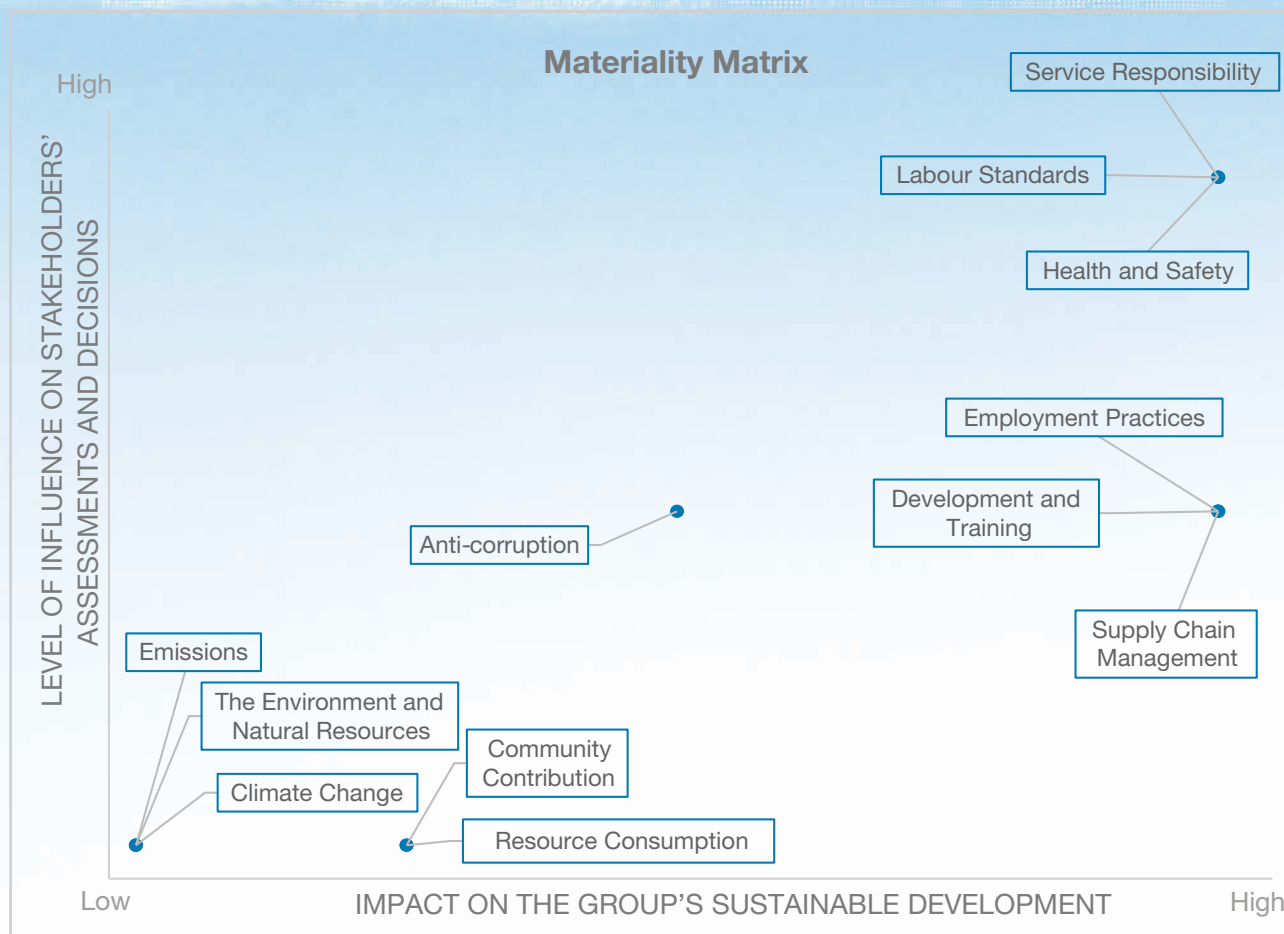 Materiality Matrix
High
Service Responsibility
Labour Standards
Health and Safety
LEVEL OF INFLUENCE ON STAKEHOLDERS'
ASSESSMENTS AND DECISIONS
Employment Practices
Development and
Training
Anti-corruption
Supply Chain
Management
Emissions
The Environment and
Natural Resources
Community
Contribution
Climate Change
Resource Consumption
Low
IMPACT ON THE GROUP'S SUSTAINABLE DEVELOPMENT
High